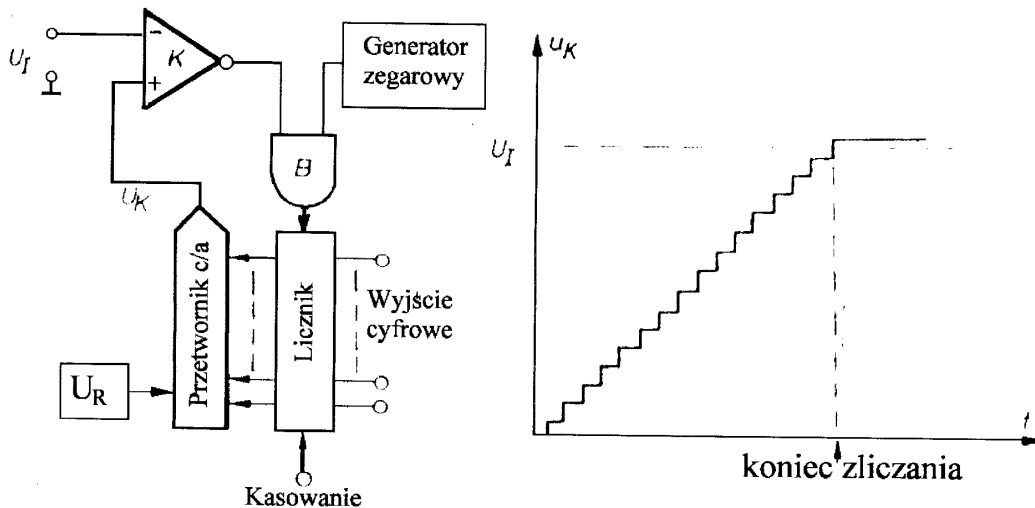 U_I
−
K
+
Generator
zegarowy
B
U_K
Przetwornik c/a
Licznik
Wyjście
cyfrowe
U_R
Kasowanie
u_K
U_I
t
koniec zliczania